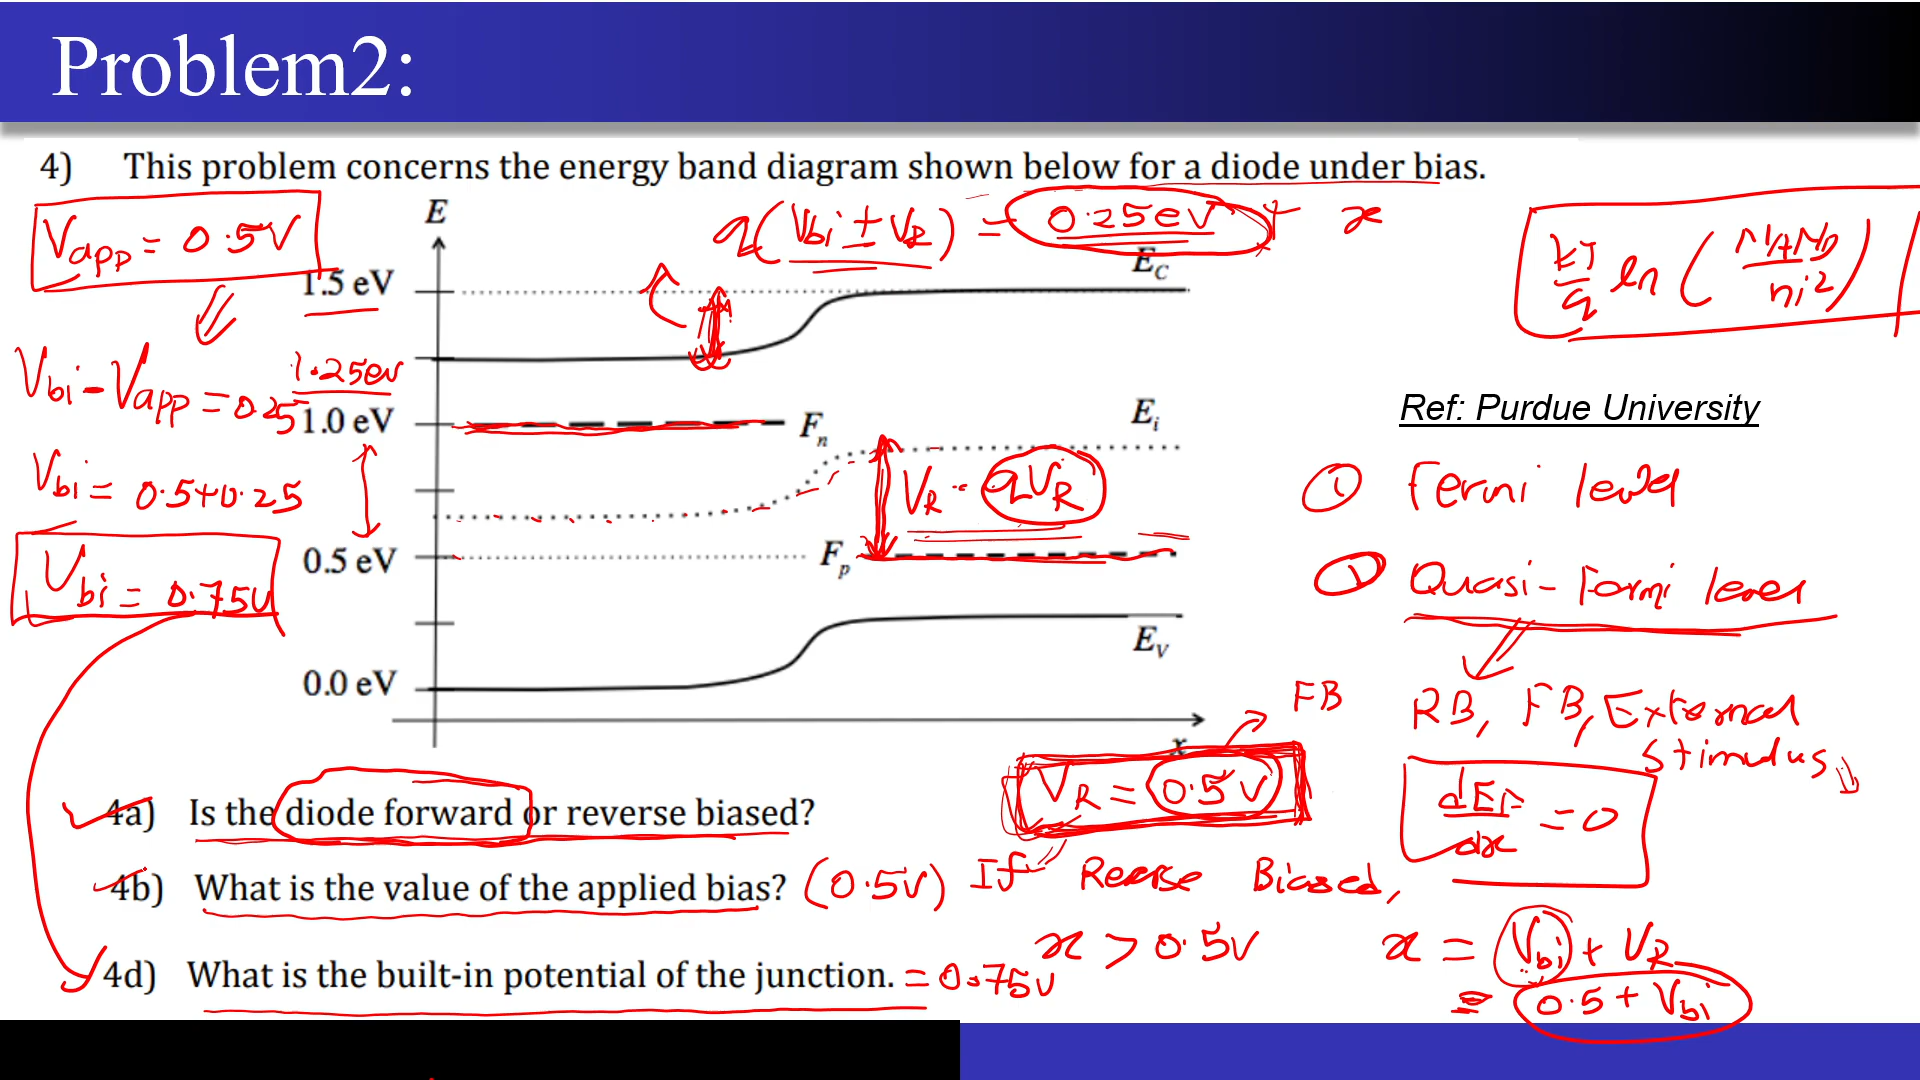 Problem2:
4) This problem concerns the energy band diagram shown below for a diode under bias.
Vapp = 0.5V
E
q(Vbi ± VR) = 0.25eV
x
kT/q ln (NAND/ni²)
1.5 eV
EC
Vbi - Vapp = 0.25
1.25ev
1.0 eV
Fn
Ei
Ref: Purdue University
Vbi = 0.5+0.25
VR - qVR
① Fermi level
0.5 eV
Fp
Vbi = 0.75V
① Quasi-Fermi level
EV
0.0 eV
FB
RB, FB, External
stimulus
x
VR = 0.5V
dEF/dx = 0
4a) Is the diode forward or reverse biased?
4b) What is the value of the applied bias? (0.5V)
If Reverse Biased,
x > 0.5V
x = Vbi + VR
4d) What is the built-in potential of the junction. = 0.75V
= 0.5 + Vbi